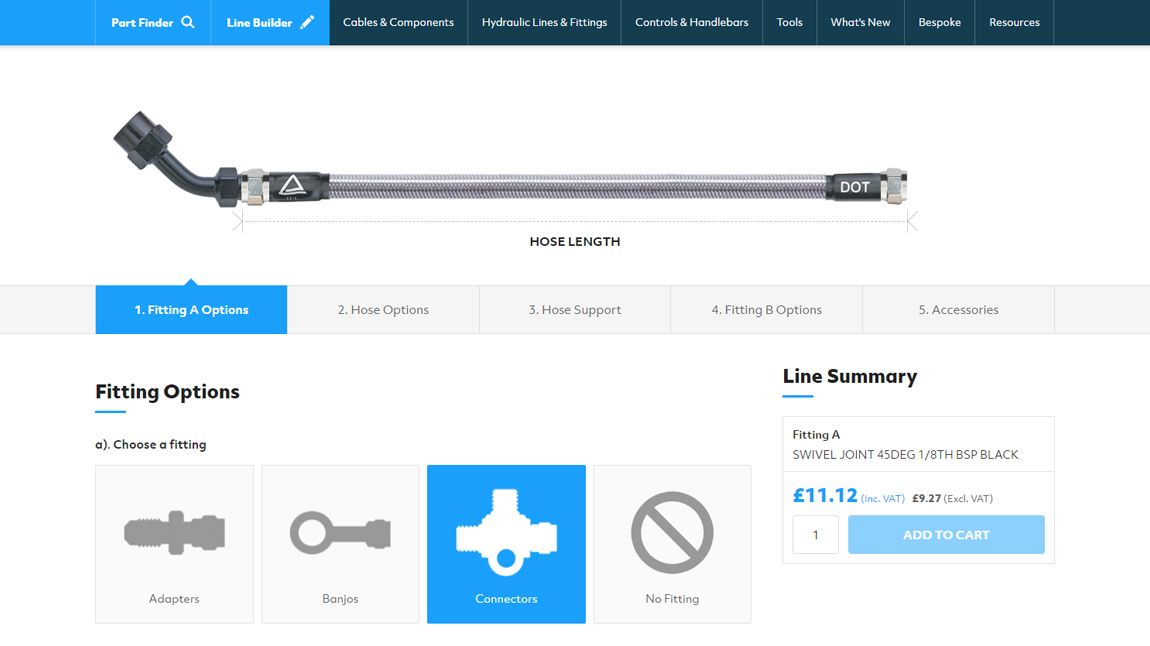 Part Finder
Line Builder
Cables & Components
Hydraulic Lines & Fittings
Controls & Handlebars
Tools
What's New
Bespoke
Resources
DOT
HOSE LENGTH
1. Fitting A Options
2. Hose Options
3. Hose Support
4. Fitting B Options
5. Accessories
Fitting Options
a). Choose a fitting
Adapters
Banjos
Connectors
No Fitting
Line Summary
Fitting A
SWIVEL JOINT 45DEG 1/8TH BSP BLACK
£11.12 (Inc. VAT) £9.27 (Excl. VAT)
1
ADD TO CART